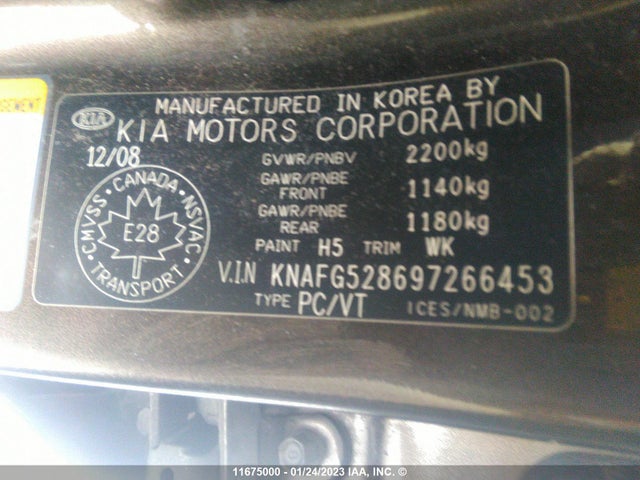 ISEMENT
MANUFACTURED IN KOREA BY
KIA KIA MOTORS CORPORATION
12/08 GVWR/PNBV 2200kg
GAWR/PNBE FRONT 1140kg
GAWR/PNBE REAR 1180kg
PAINT H5 TRIM WK
CANADA
CMVSS E28 NSVAC
TRANSPORT
V.I.N KNAFG528697266453
TYPE PC/VT ICES/NMB-002
11675000 - 01/24/2023 IAA, INC. ©